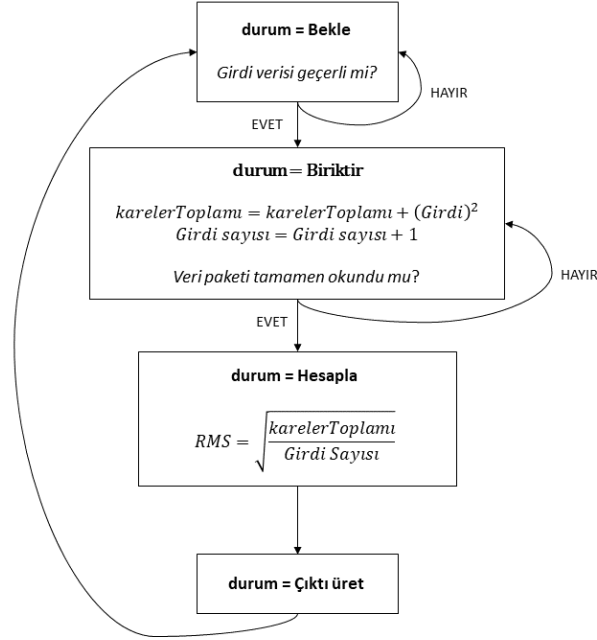 durum = Bekle
Girdi verisi geçerli mi?
HAYIR
EVET
durum = Biriktir
karelerToplamı = karelerToplamı + (Girdi)²
Girdi sayısı = Girdi sayısı + 1
Veri paketi tamamen okundu mu?
HAYIR
EVET
durum = Hesapla
RMS = √(karelerToplamı / Girdi Sayısı)
durum = Çıktı üret